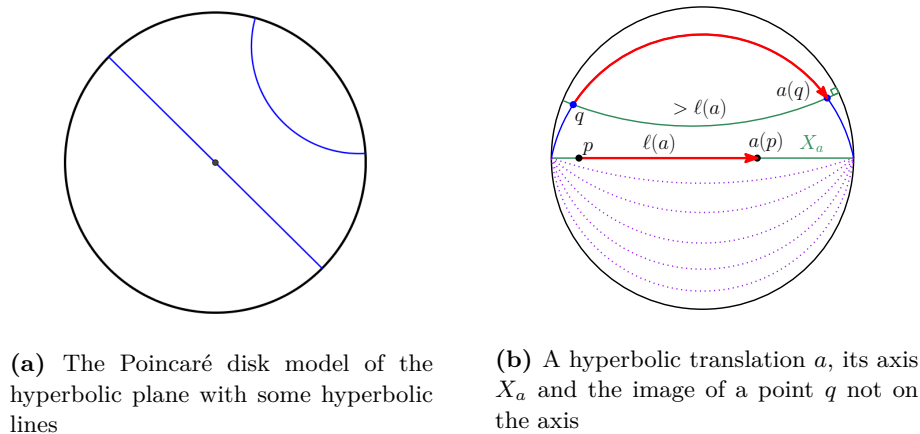 a(q)
q
> ℓ(a)
p
ℓ(a)
a(p)
X_a
(a) The Poincaré disk model of the
hyperbolic plane with some hyperbolic
lines
(b) A hyperbolic translation a, its axis
X_a and the image of a point q not on
the axis